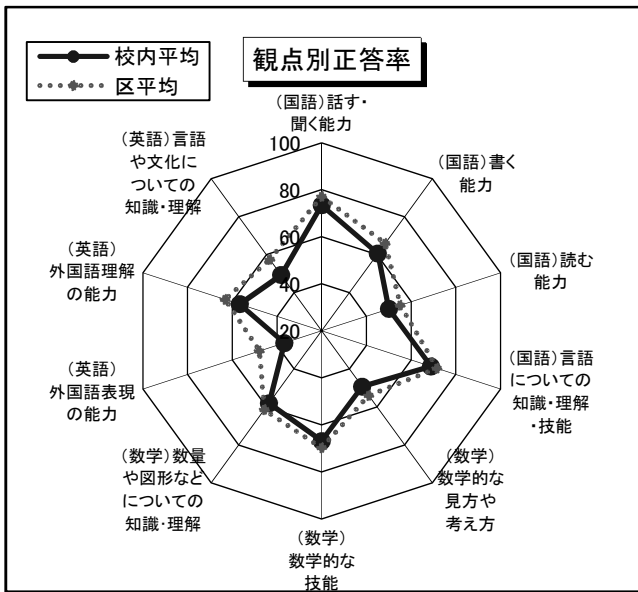 校内平均
区平均
観点別正答率
(国語)話す・
聞く能力
(国語)書く
能力
(国語)読む
能力
(国語)言語
についての
知識・理解
・技能
(数学)
数学的な
見方や
考え方
(数学)
数学的な
技能
(数学)数量
や図形など
についての
知識・理解
(英語)
外国語表現
の能力
(英語)
外国語理解
の能力
(英語)言語
や文化に
ついての
知識・理解
100
80
60
40
20